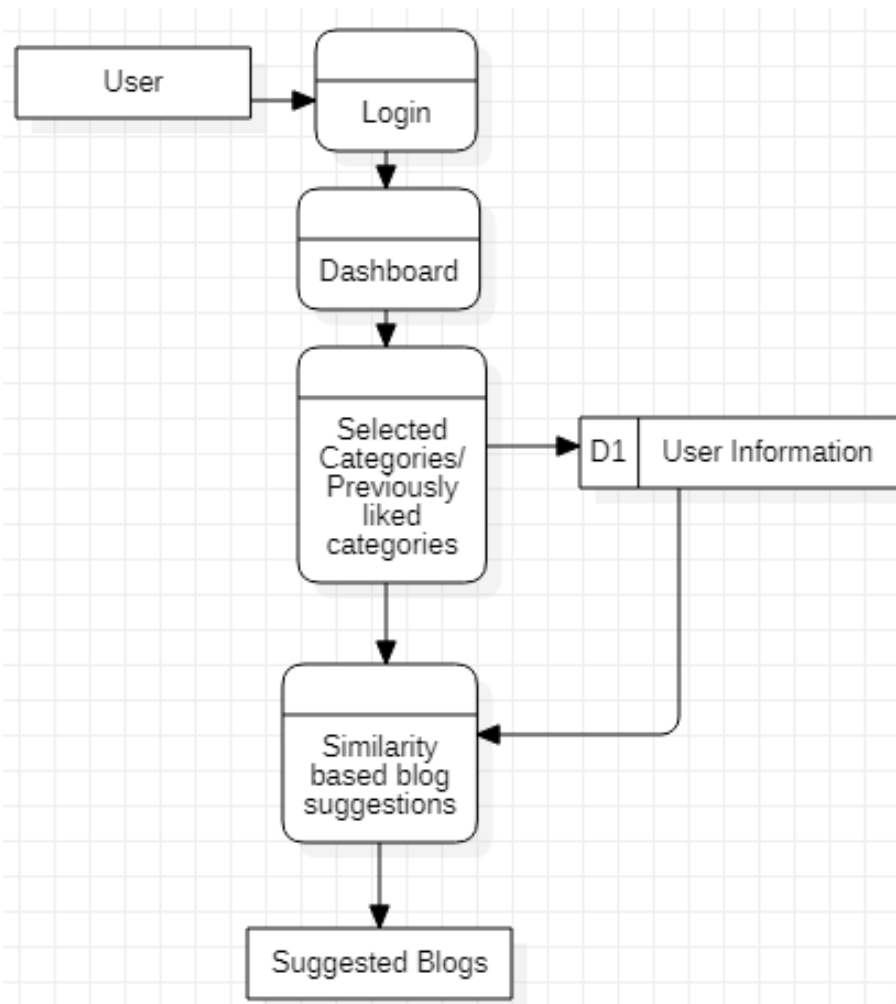 User
Login
Dashboard
Selected
Categories/
Previously
liked
categories
D1
User Information
Similarity
based blog
suggestions
Suggested Blogs